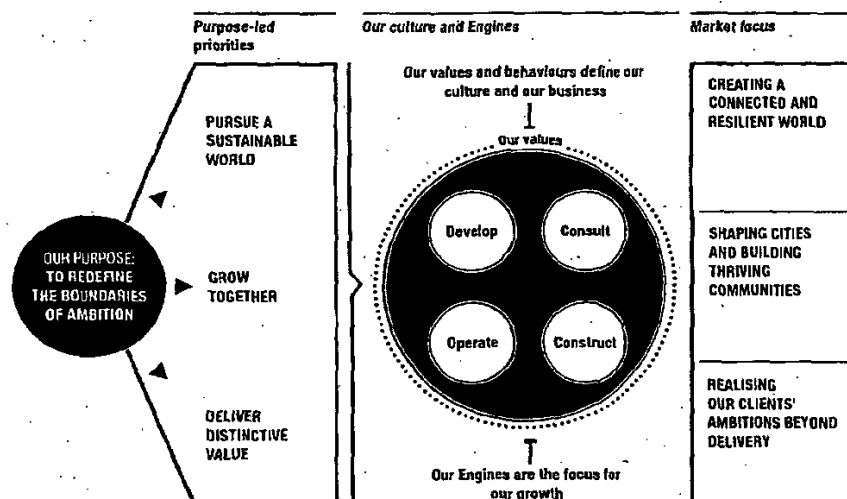 Purpose-led
priorities
Our culture and Engines
Market focus
OUR PURPOSE:
TO REDEFINE
THE BOUNDARIES
OF AMBITION
PURSUE A
SUSTAINABLE
WORLD
GROW
TOGETHER
DELIVER
DISTINCTIVE
VALUE
Our values and behaviours define our
culture and our business
Our values
Develop
Consult
Operate
Construct
Our Engines are the focus for
our growth
CREATING A
CONNECTED AND
RESILIENT WORLD
SHAPING CITIES
AND BUILDING
THRIVING
COMMUNITIES
REALISING
OUR CLIENTS'
AMBITIONS BEYOND
DELIVERY